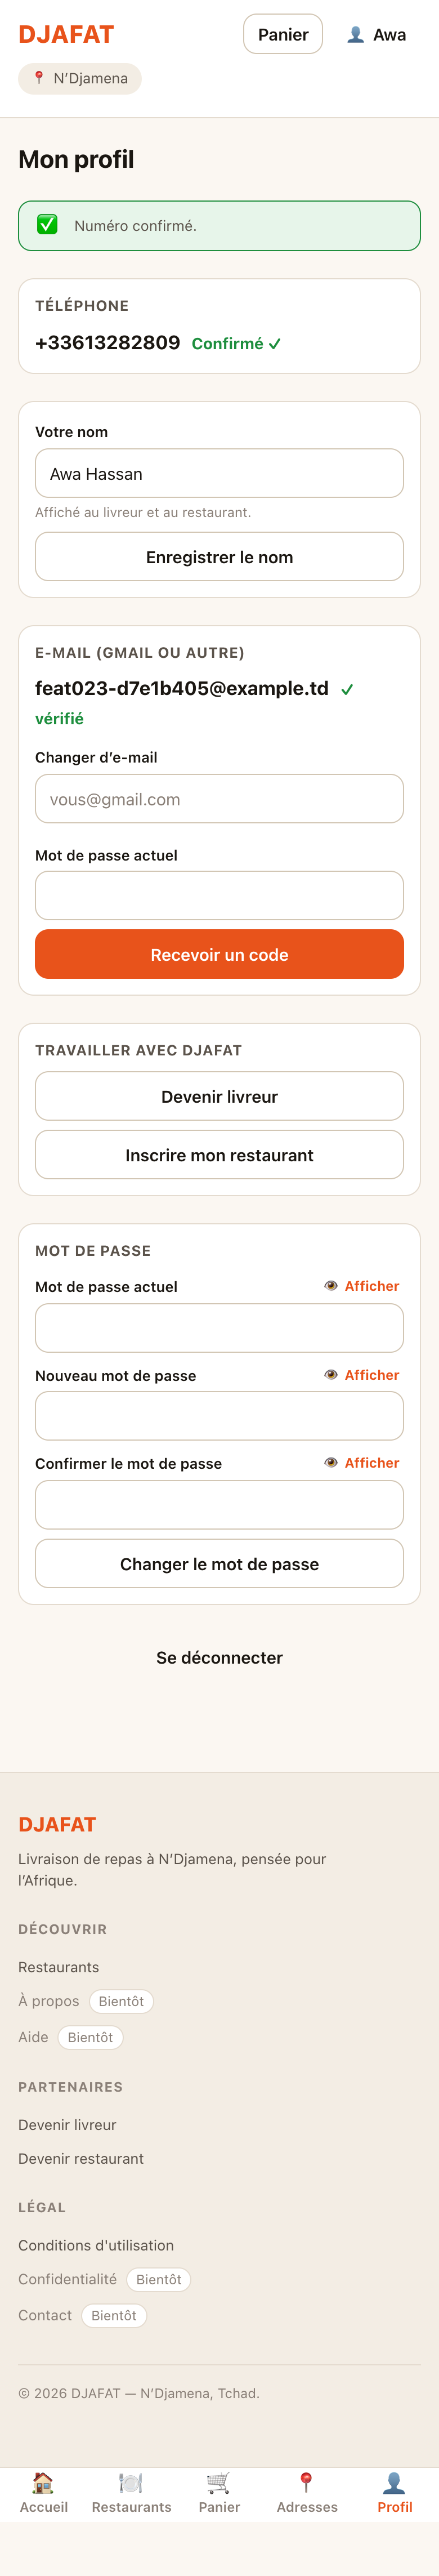 DJAFAT
Panier
Awa
N'Djamena
Mon profil
Numéro confirmé.
TÉLÉPHONE
+33613282809 Confirmé ✓
Votre nom
Awa Hassan
Affiché au livreur et au restaurant.
Enregistrer le nom
E-MAIL (GMAIL OU AUTRE)
feat023-d7e1b405@example.td ✓
vérifié
Changer d’e-mail
vous@gmail.com
Mot de passe actuel
Recevoir un code
TRAVAILLER AVEC DJAFAT
Devenir livreur
Inscrire mon restaurant
MOT DE PASSE
Mot de passe actuel Afficher
Nouveau mot de passe Afficher
Confirmer le mot de passe Afficher
Changer le mot de passe
Se déconnecter
DJAFAT
Livraison de repas à N'Djamena, pensée pour
l’Afrique.
DÉCOUVRIR
Restaurants
À propos Bientôt
Aide Bientôt
PARTENAIRES
Devenir livreur
Devenir restaurant
LÉGAL
Conditions d'utilisation
Confidentialité Bientôt
Contact Bientôt
© 2026 DJAFAT — N'Djamena, Tchad.
Accueil Restaurants Panier Adresses Profil